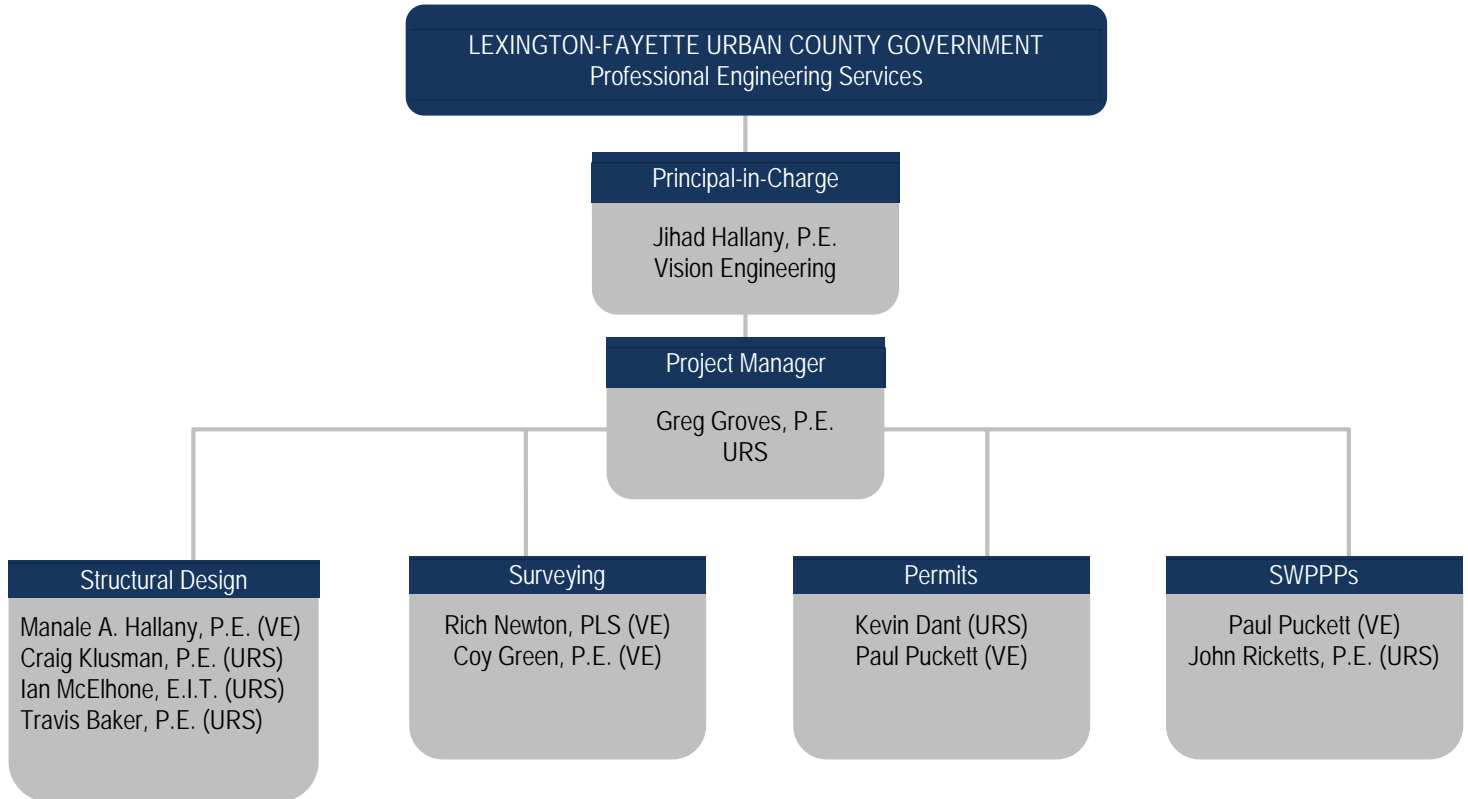 LEXINGTON-FAYETTE URBAN COUNTY GOVERNMENT
Professional Engineering Services
Principal-in-Charge
Jihad Hallany, P.E.
Vision Engineering
Project Manager
Greg Groves, P.E.
URS
Structural Design
Manale A. Hallany, P.E. (VE)
Craig Klusman, P.E. (URS)
Ian McElhone, E.I.T. (URS)
Travis Baker, P.E. (URS)
Surveying
Rich Newton, PLS (VE)
Coy Green, P.E. (VE)
Permits
Kevin Dant (URS)
Paul Puckett (VE)
SWPPPs
Paul Puckett (VE)
John Ricketts, P.E. (URS)